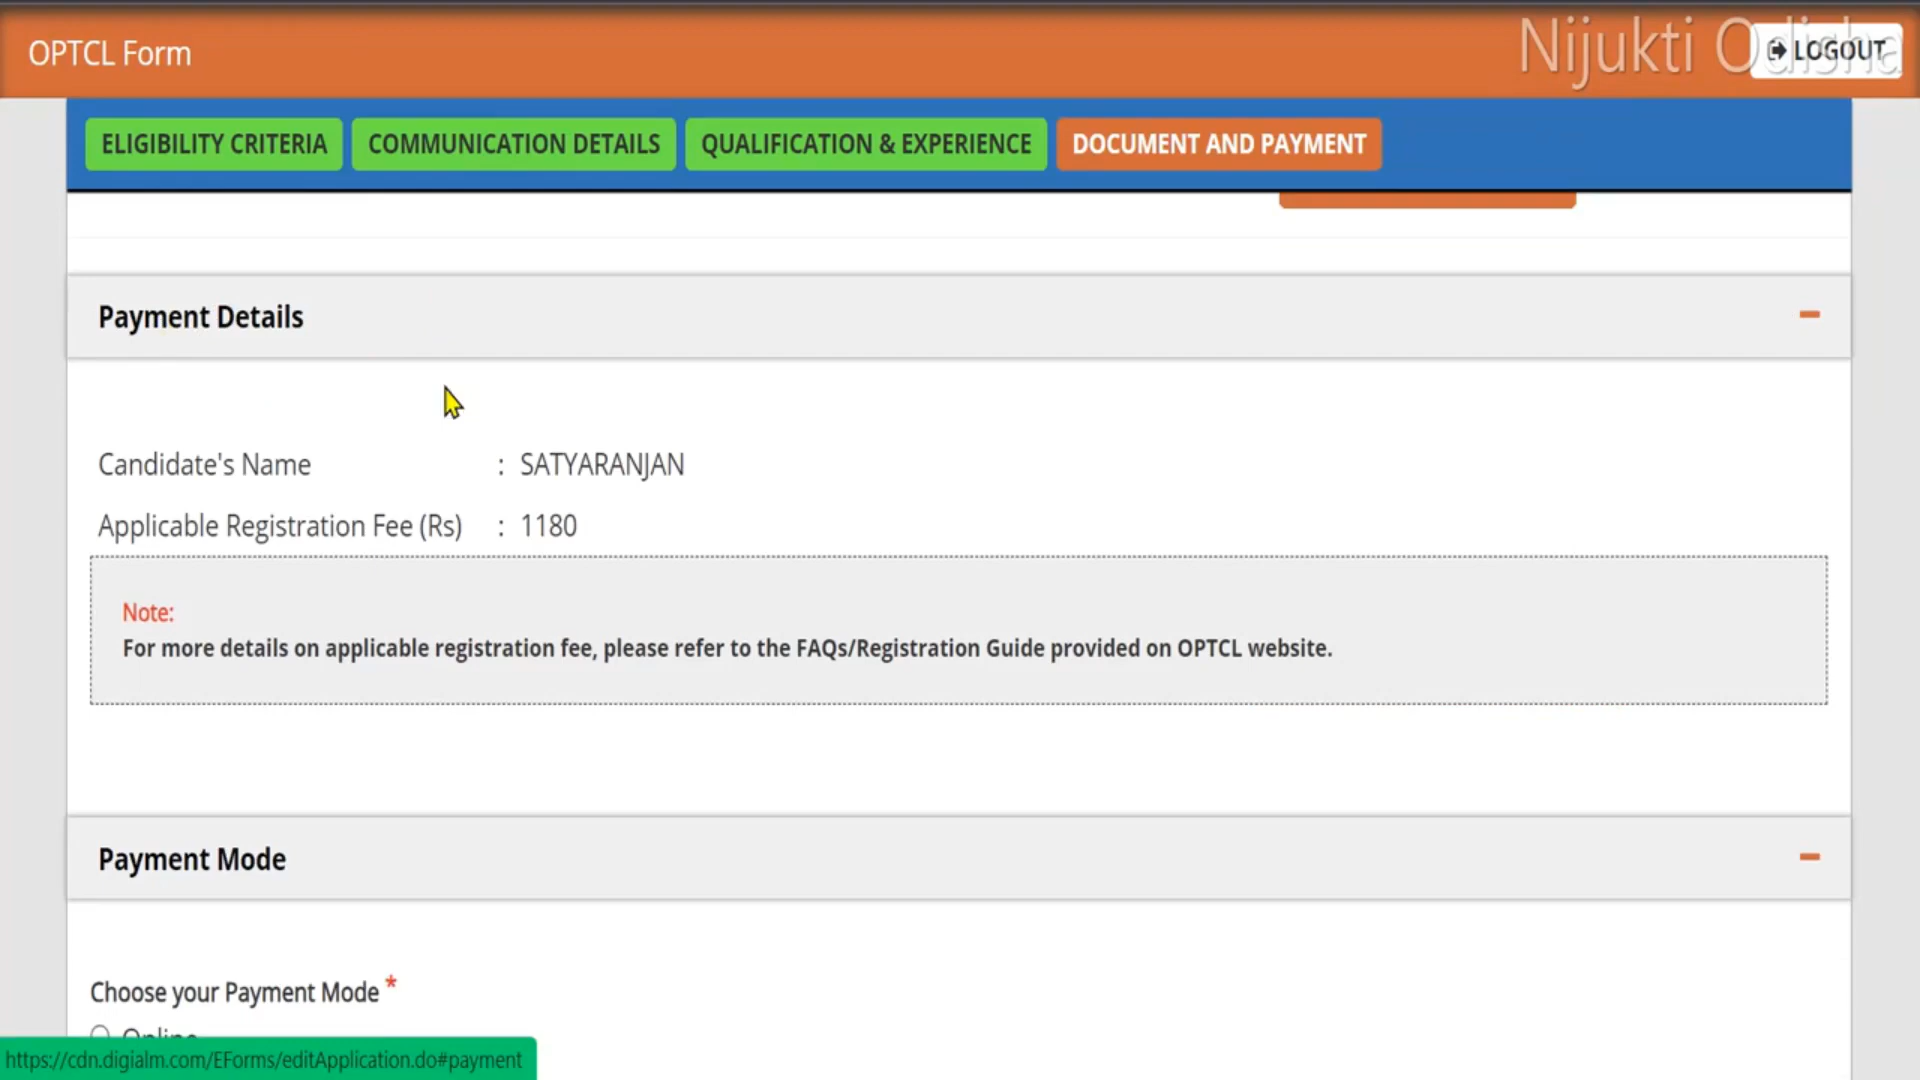 OPTCL Form
Nijukti Odisha
LOGOUT
ELIGIBILITY CRITERIA
COMMUNICATION DETAILS
QUALIFICATION & EXPERIENCE
DOCUMENT AND PAYMENT
Payment Details
Candidate's Name : SATYARANJAN
Applicable Registration Fee (Rs) : 1180
Note:
For more details on applicable registration fee, please refer to the FAQs/Registration Guide provided on OPTCL website.
Payment Mode
Choose your Payment Mode *
Online
https://cdn.digialm.com/EForms/editApplication.do#payment